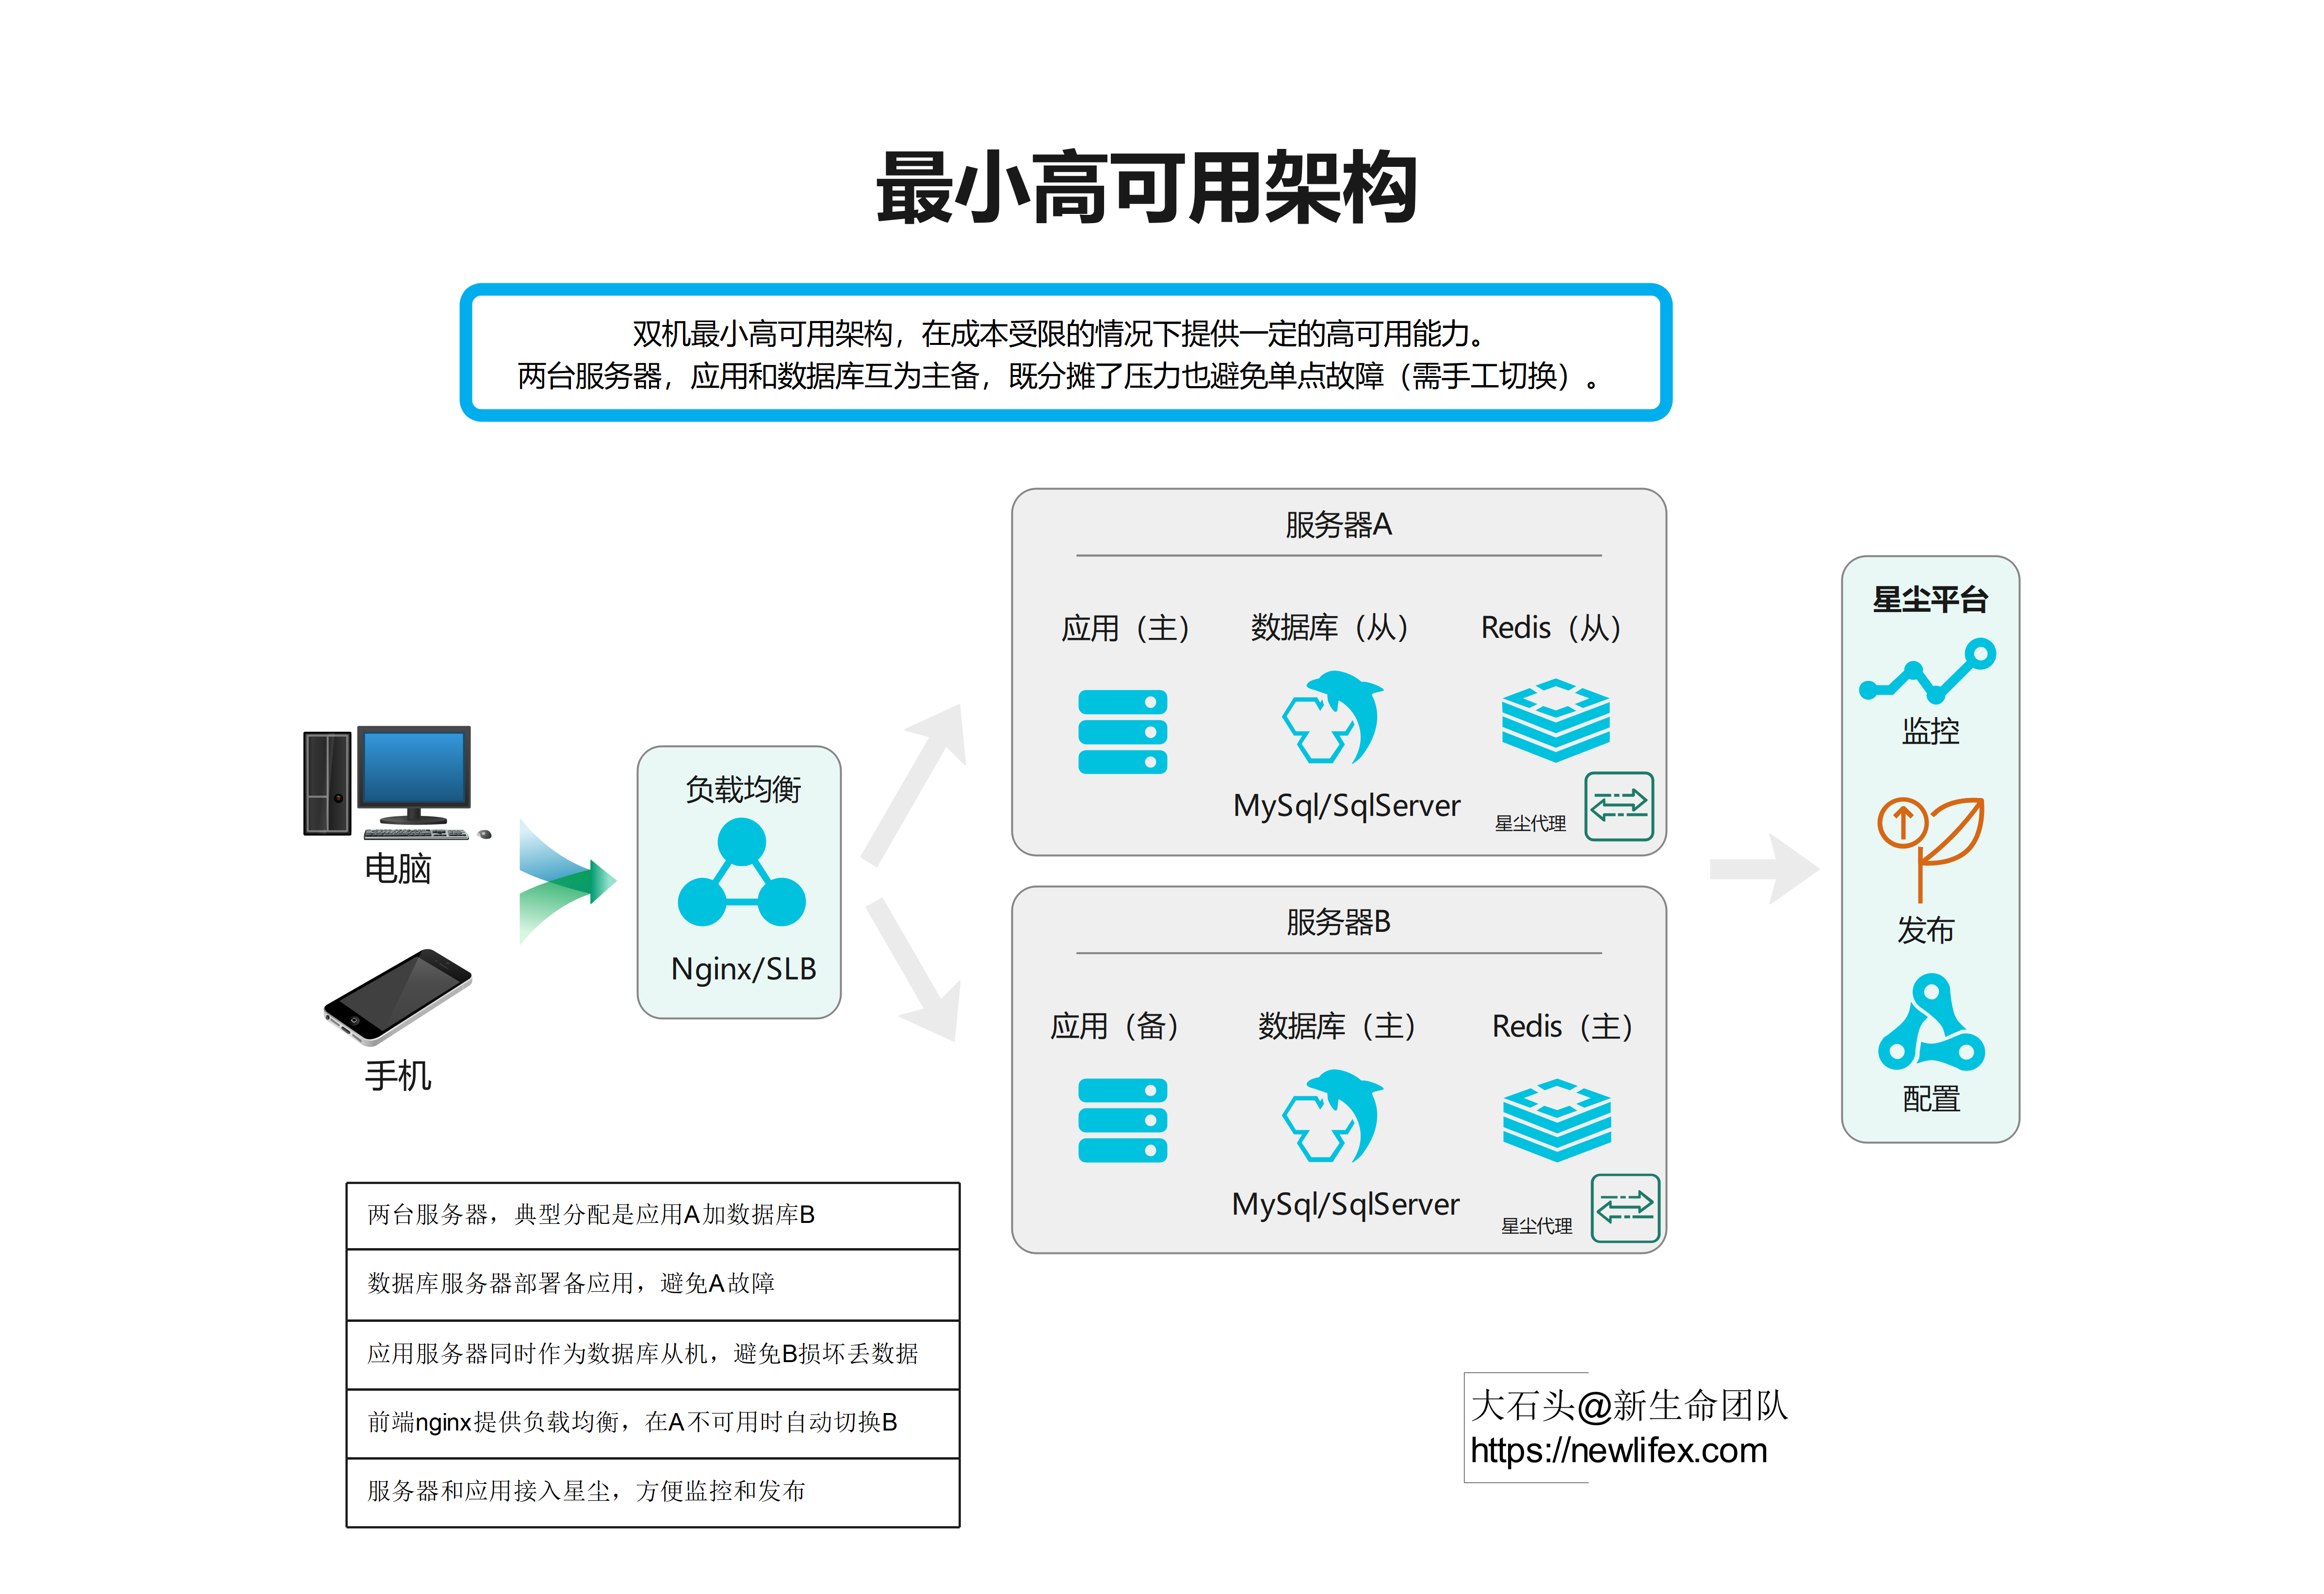 最小高可用架构
双机最小高可用架构，在成本受限的情况下提供一定的高可用能力。
两台服务器，应用和数据库互为主备，既分摊了压力也避免单点故障（需手工切换）。
电脑
手机
负载均衡
Nginx/SLB
服务器A
应用（主）
数据库（从）
Redis（从）
MySql/SqlServer
星尘代理
服务器B
应用（备）
数据库（主）
Redis（主）
MySql/SqlServer
星尘代理
星尘平台
监控
发布
配置
两台服务器，典型分配是应用A加数据库B
数据库服务器部署备应用，避免A故障
应用服务器同时作为数据库从机，避免B损坏丢数据
前端nginx提供负载均衡，在A不可用时自动切换B
服务器和应用接入星尘，方便监控和发布
大石头@新生命团队
https://newlifex.com